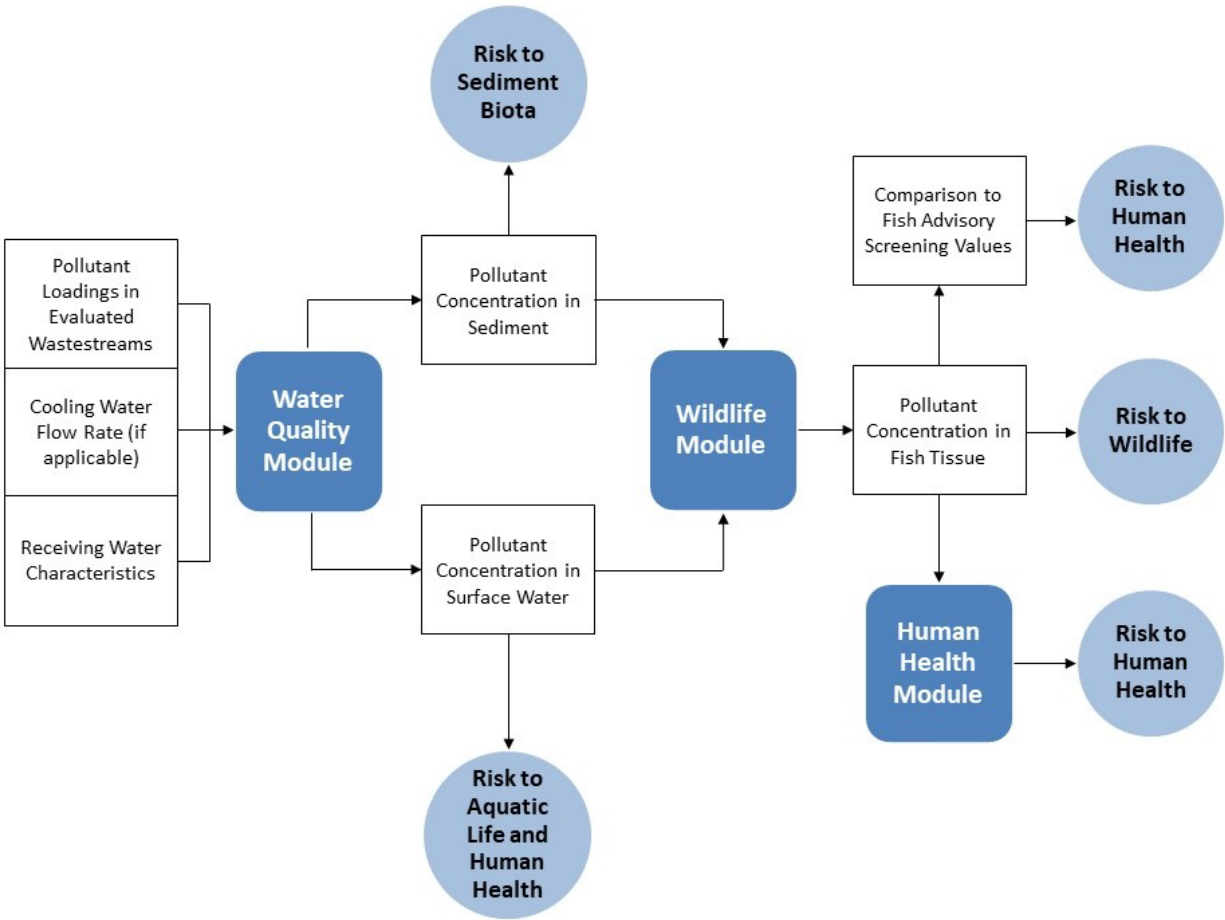 Risk to
Sediment
Biota
Pollutant
Loadings in
Evaluated
Wastestreams
Cooling Water
Flow Rate (if
applicable)
Receiving Water
Characteristics
Water
Quality
Module
Pollutant
Concentration in
Sediment
Pollutant
Concentration in
Surface Water
Risk to
Aquatic
Life and
Human
Health
Wildlife
Module
Comparison to
Fish Advisory
Screening Values
Risk to
Human
Health
Pollutant
Concentration in
Fish Tissue
Risk to
Wildlife
Human
Health
Module
Risk to
Human
Health